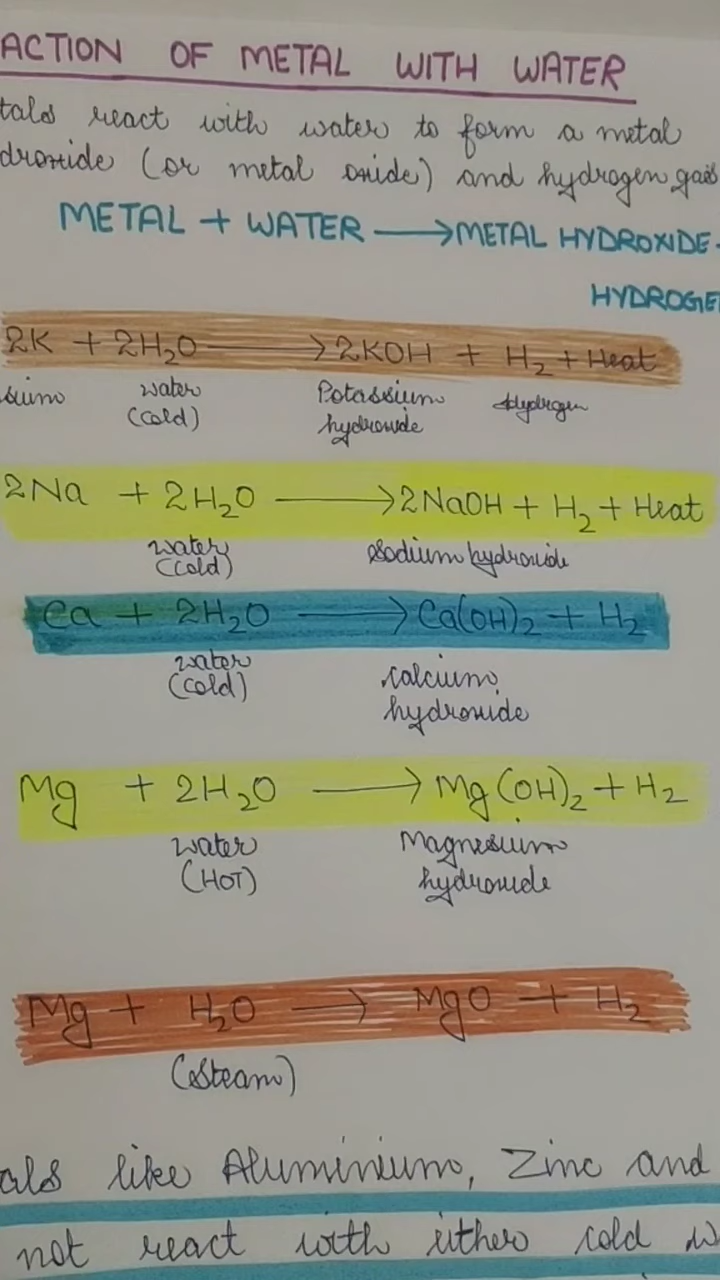 ACTION OF METAL WITH WATER
tals react with water to form a metal
droxide (or metal oxide) and hydrogen gas
METAL + WATER ⟶ METAL HYDROXIDE
HYDROGE
2K + 2H₂O ⟶ 2KOH + H₂ + Heat
ssium water Potassium Hydrogen
(cold) hydroxide
2Na + 2H₂O ⟶ 2NaOH + H₂ + Heat
water sodium hydroxide
(cold)
Ca + 2H₂O ⟶ Ca(OH)₂ + H₂
water calcium
(cold) hydroxide
Mg + 2H₂O ⟶ Mg(OH)₂ + H₂
water Magnesium
(HOT) hydroxide
Mg + H₂O ⟶ MgO + H₂
(steam)
als like Aluminium, Zinc and
not react with either cold w